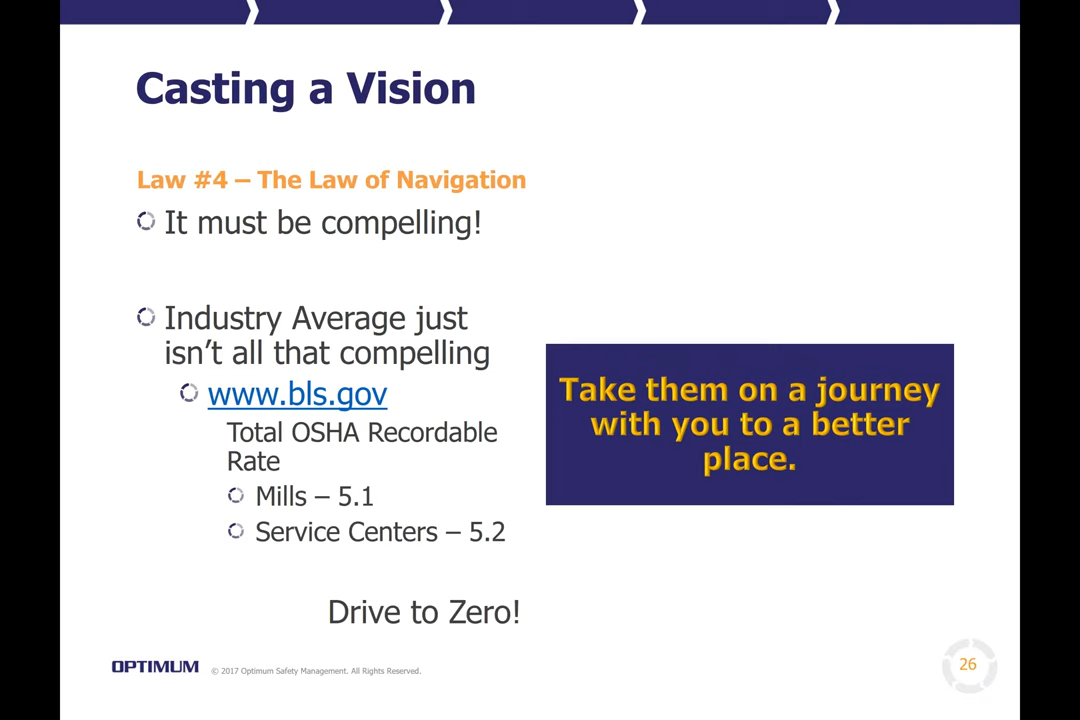 Casting a Vision
Law #4 – The Law of Navigation
It must be compelling!
Industry Average just
isn’t all that compelling
www.bls.gov
Total OSHA Recordable
Rate
Mills – 5.1
Service Centers – 5.2
Drive to Zero!
Take them on a journey
with you to a better
place.
OPTIMUM
© 2017 Optimum Safety Management. All Rights Reserved.
26